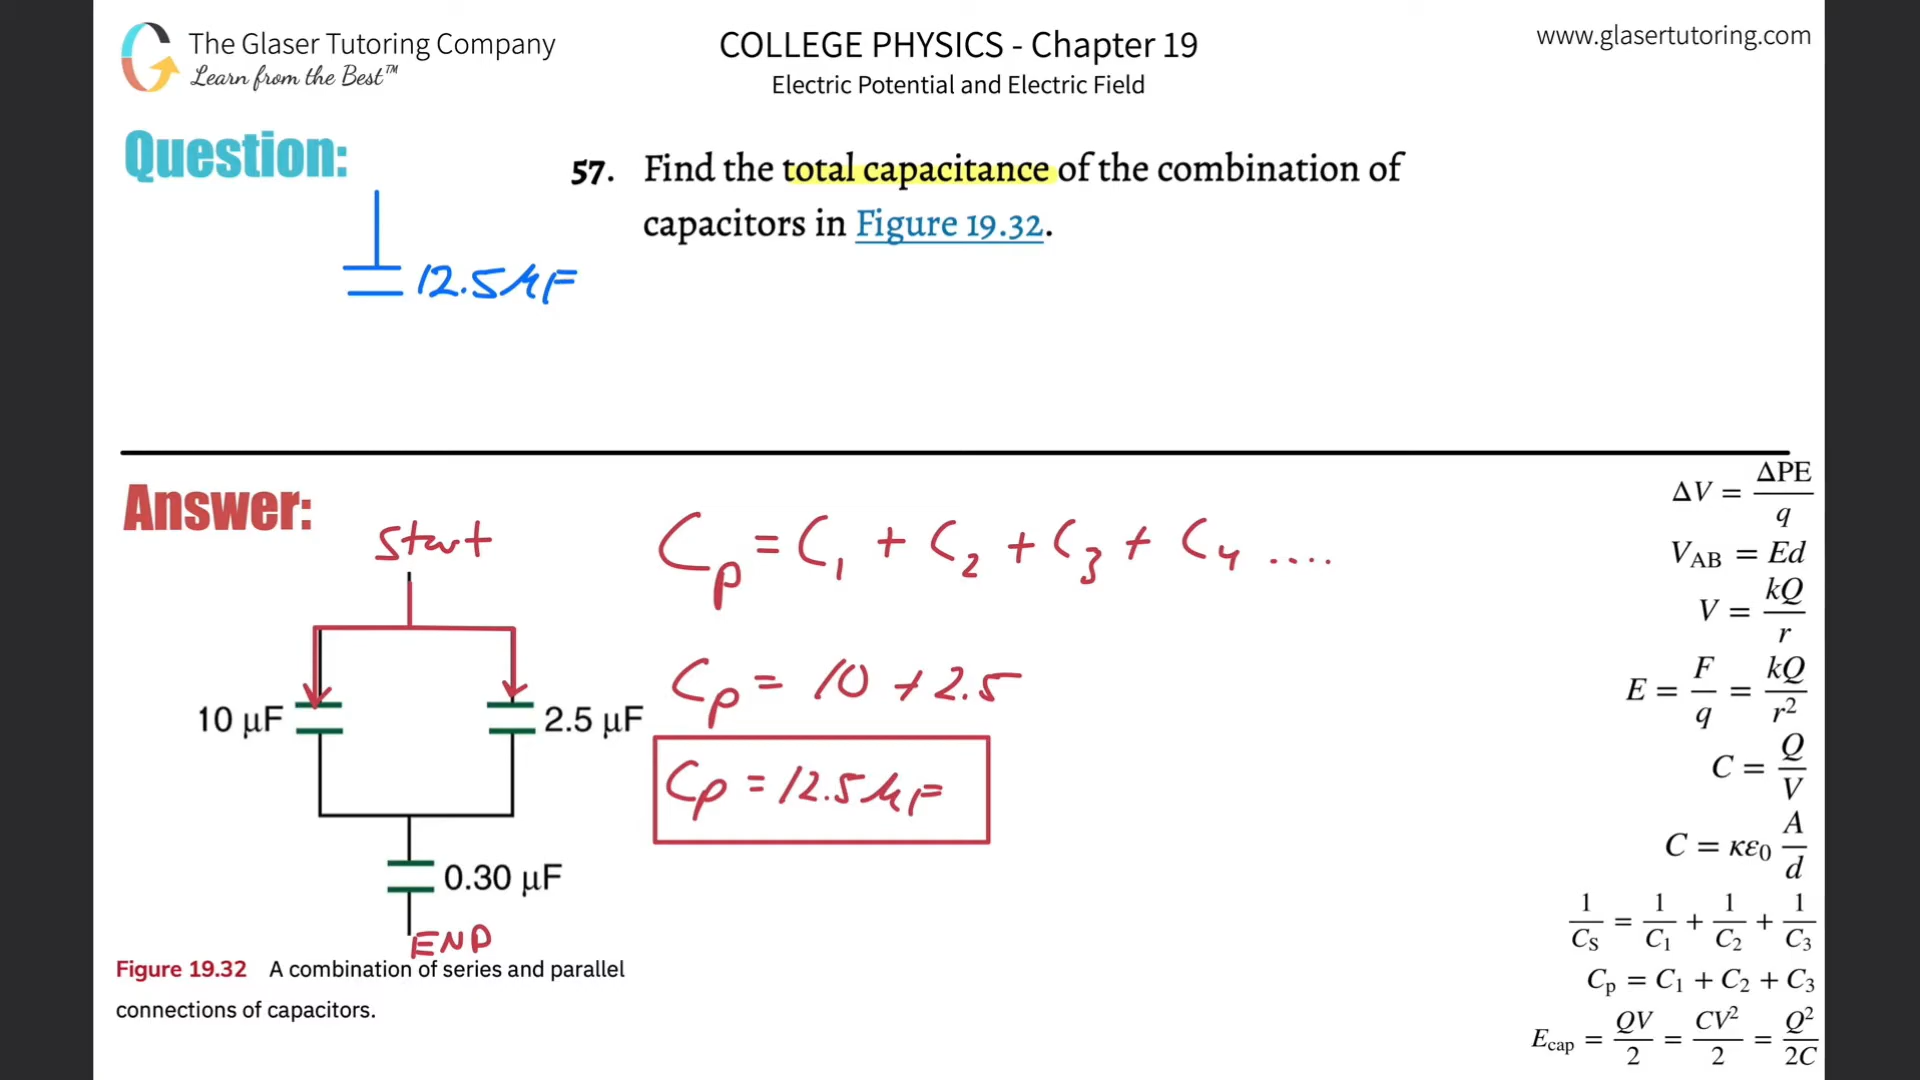 The Glaser Tutoring Company
Learn from the Best™
COLLEGE PHYSICS - Chapter 19
Electric Potential and Electric Field
www.glasertutoring.com
Question:
57. Find the total capacitance of the combination of
capacitors in Figure 19.32.
12.5μF
Answer:
Start
10 μF
2.5 μF
0.30 μF
END
Figure 19.32 A combination of series and parallel
connections of capacitors.
Cp = C1 + C2 + C3 + C4 ....
Cp = 10 + 2.5
Cp = 12.5μF
ΔV = ΔPE/q
V_AB = Ed
V = kQ/r
E = F/q = kQ/r²
C = Q/V
C = κε₀ A/d
1/C_S = 1/C₁ + 1/C₂ + 1/C₃
C_p = C₁ + C₂ + C₃
E_cap = QV/2 = CV²/2 = Q²/2C